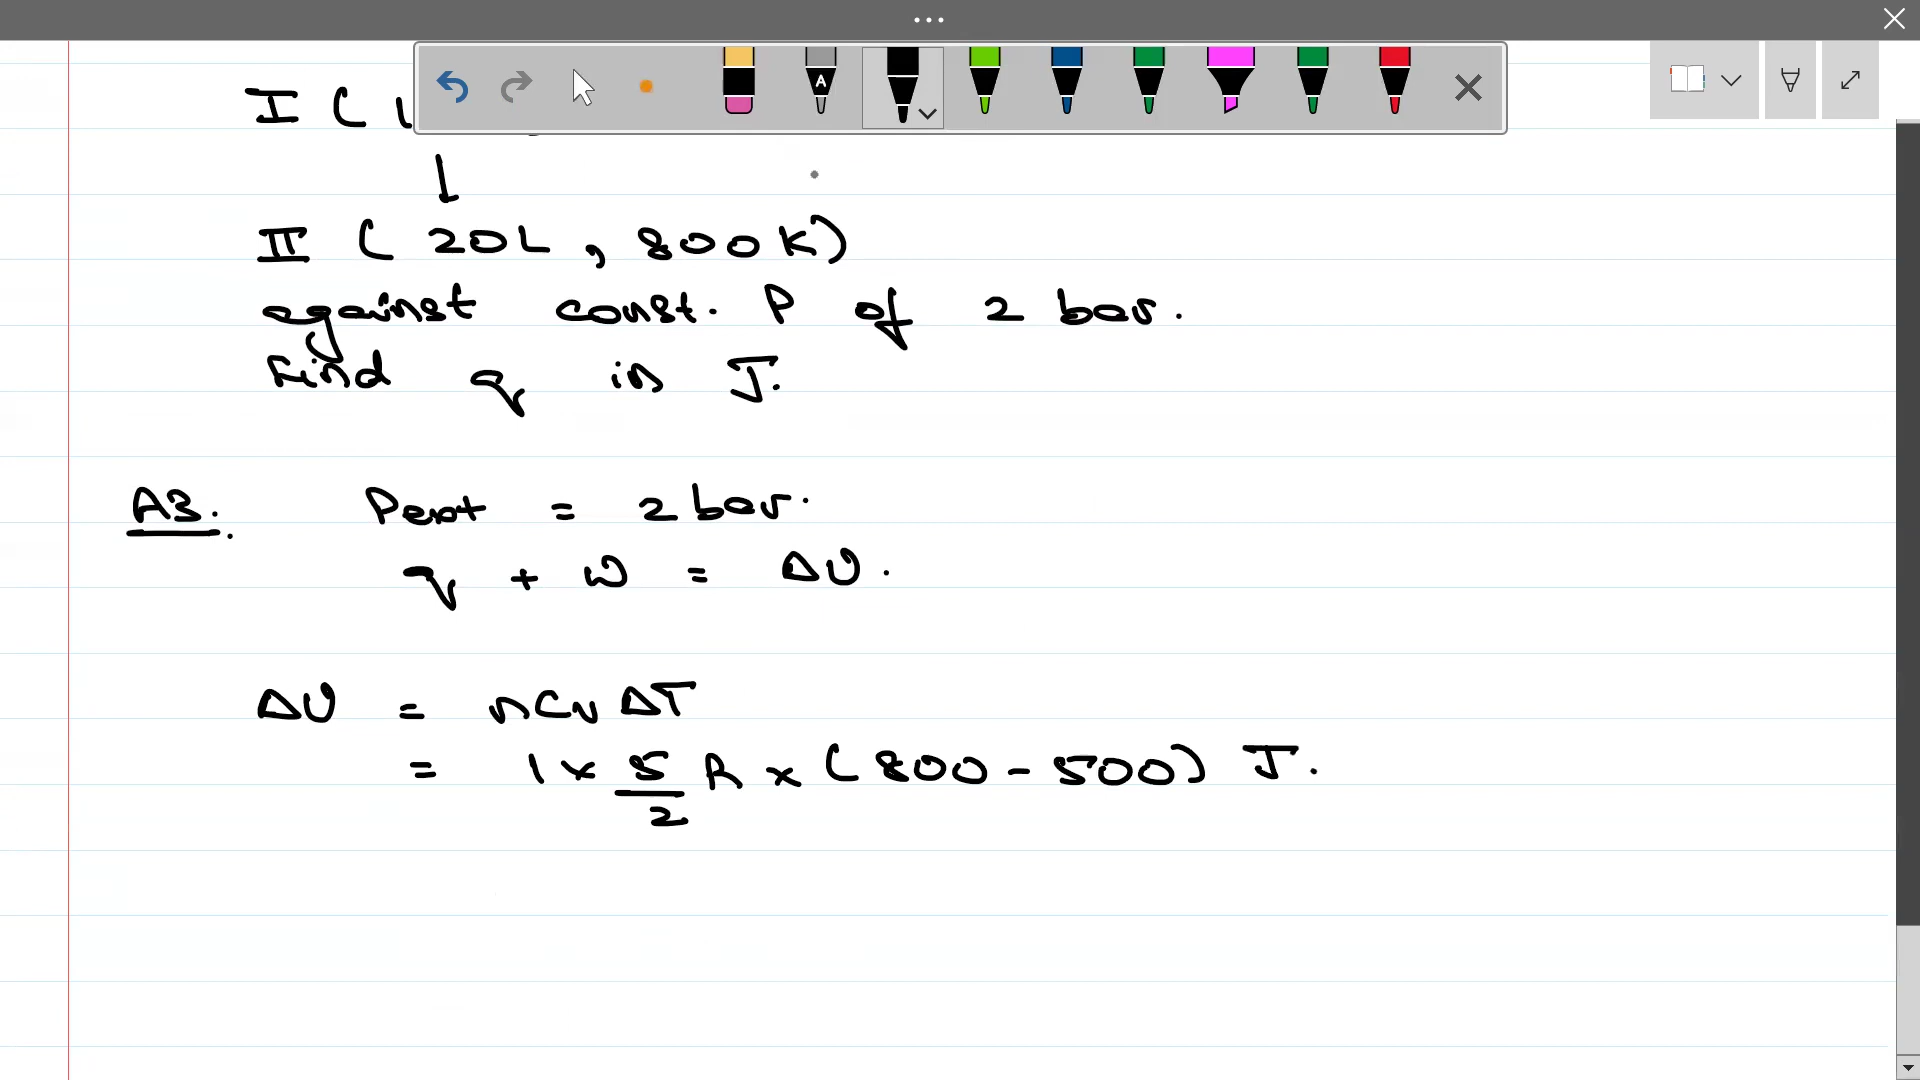 I (
↓
II ( 20L , 800K)
against const. P of 2 bar.
Find q in J.
A3. Pext = 2 bar.
q + w = ΔU.
ΔU = nCv ΔT
= 1 x 5/2 R x (800 - 500) J.